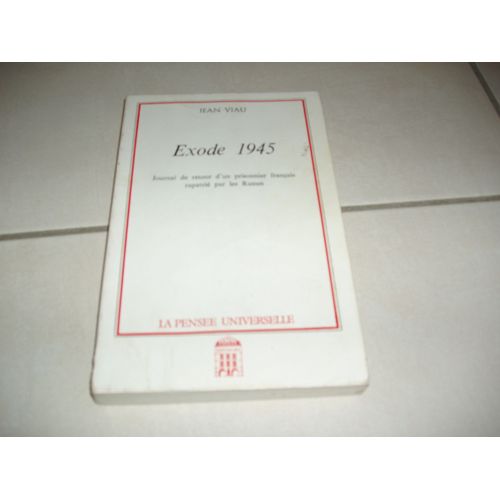 JEAN VIAU
Exode 1945
Journal de retour d'un prisonnier français
rapatrié par les Russes
LA PENSEE UNIVERSELLE